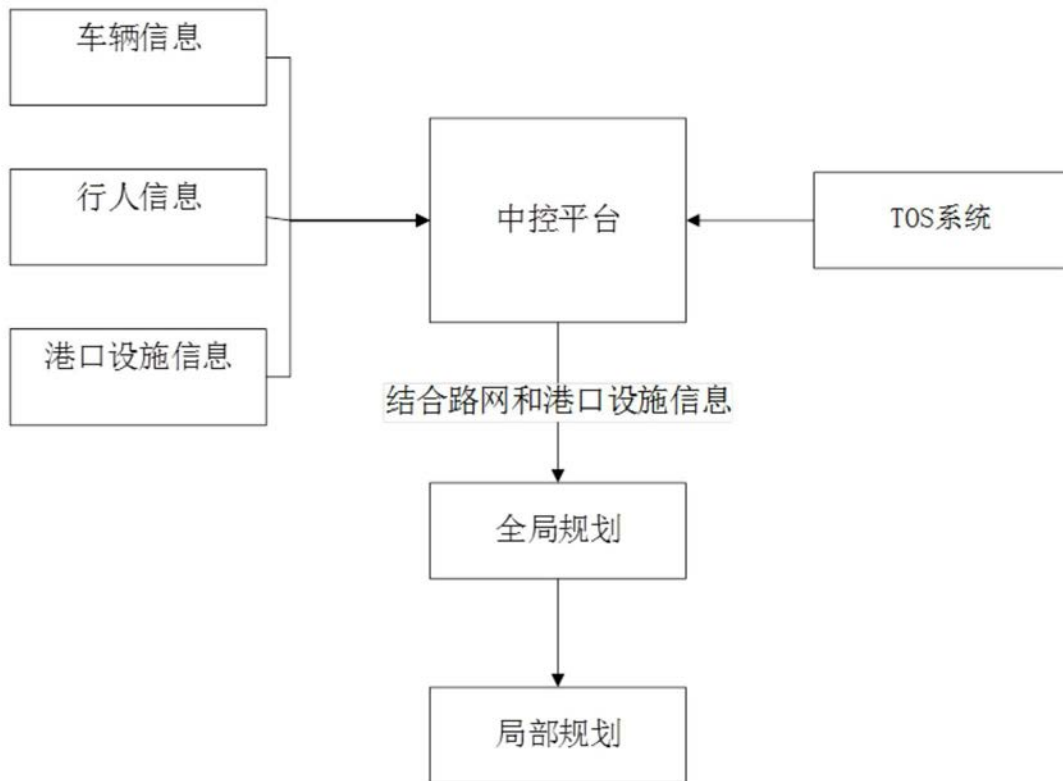 车辆信息
行人信息
港口设施信息
中控平台
TOS系统
结合路网和港口设施信息
全局规划
局部规划